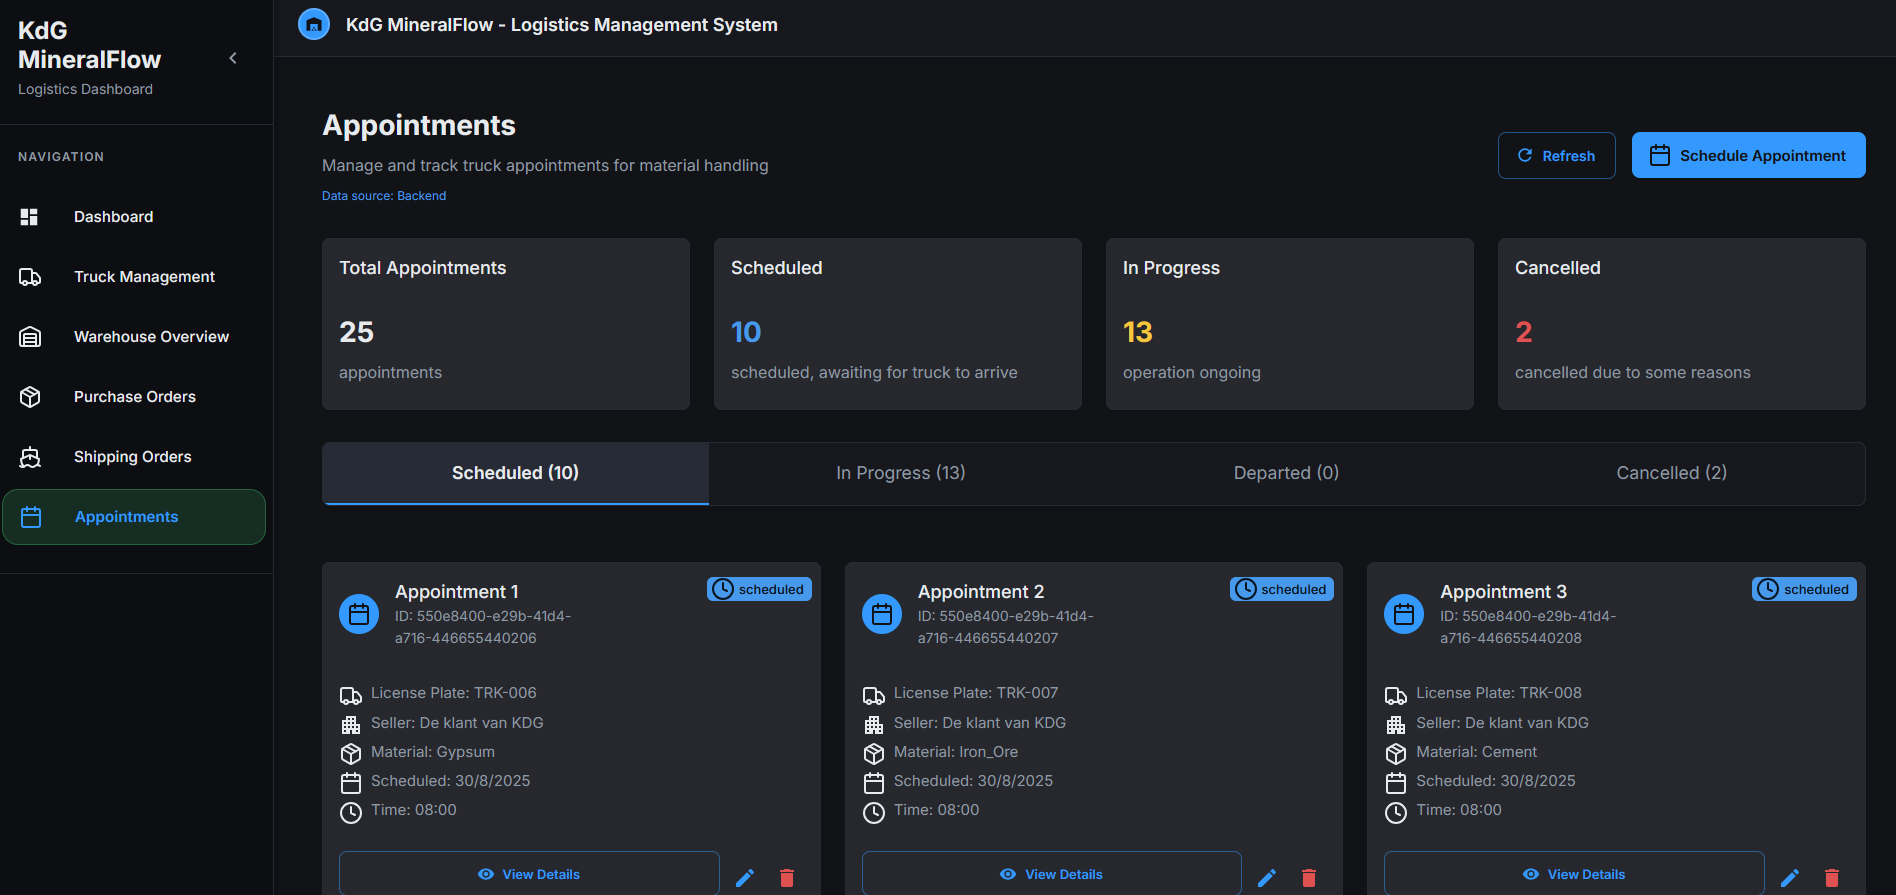 KdG
MineralFlow
Logistics Dashboard
NAVIGATION
Dashboard
Truck Management
Warehouse Overview
Purchase Orders
Shipping Orders
Appointments
KdG MineralFlow - Logistics Management System
Appointments
Manage and track truck appointments for material handling
Data source: Backend
Refresh
Schedule Appointment
Total Appointments
25
appointments
Scheduled
10
scheduled, awaiting for truck to arrive
In Progress
13
operation ongoing
Cancelled
2
cancelled due to some reasons
Scheduled (10)
In Progress (13)
Departed (0)
Cancelled (2)
Appointment 1
scheduled
ID: 550e8400-e29b-41d4-
a716-446655440206
License Plate: TRK-006
Seller: De klant van KDG
Material: Gypsum
Scheduled: 30/8/2025
Time: 08:00
View Details
Appointment 2
scheduled
ID: 550e8400-e29b-41d4-
a716-446655440207
License Plate: TRK-007
Seller: De klant van KDG
Material: Iron_Ore
Scheduled: 30/8/2025
Time: 08:00
View Details
Appointment 3
scheduled
ID: 550e8400-e29b-41d4-
a716-446655440208
License Plate: TRK-008
Seller: De klant van KDG
Material: Cement
Scheduled: 30/8/2025
Time: 08:00
View Details